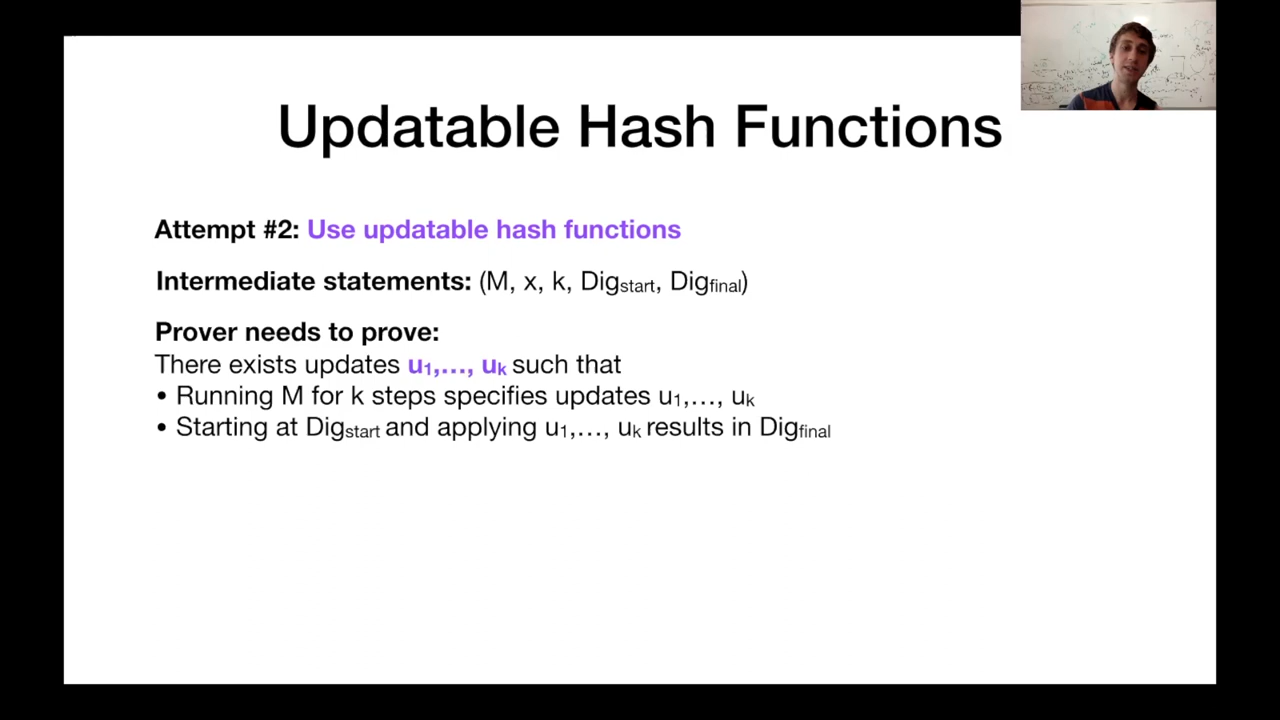 Updatable Hash Functions
Attempt #2: Use updatable hash functions
Intermediate statements: (M, x, k, Digstart, Digfinal)
Prover needs to prove:
There exists updates u1,…, uk such that
• Running M for k steps specifies updates u1,…, uk
• Starting at Digstart and applying u1,…, uk results in Digfinal